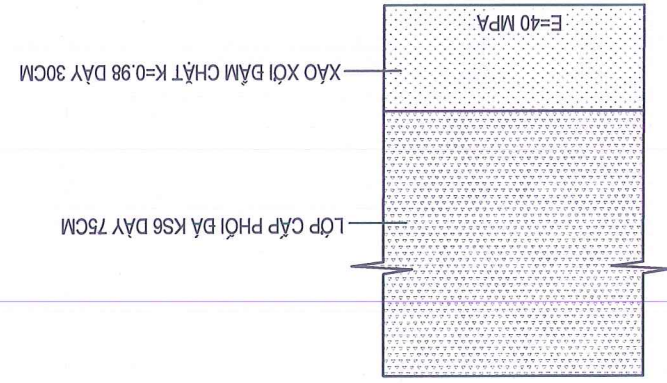 LỚP CẤP PHỐI ĐÁ KS6 DÀY 75CM
XÁO XỚI ĐẦM CHẶT K=0.98 DÀY 30CM
E=40 MPA